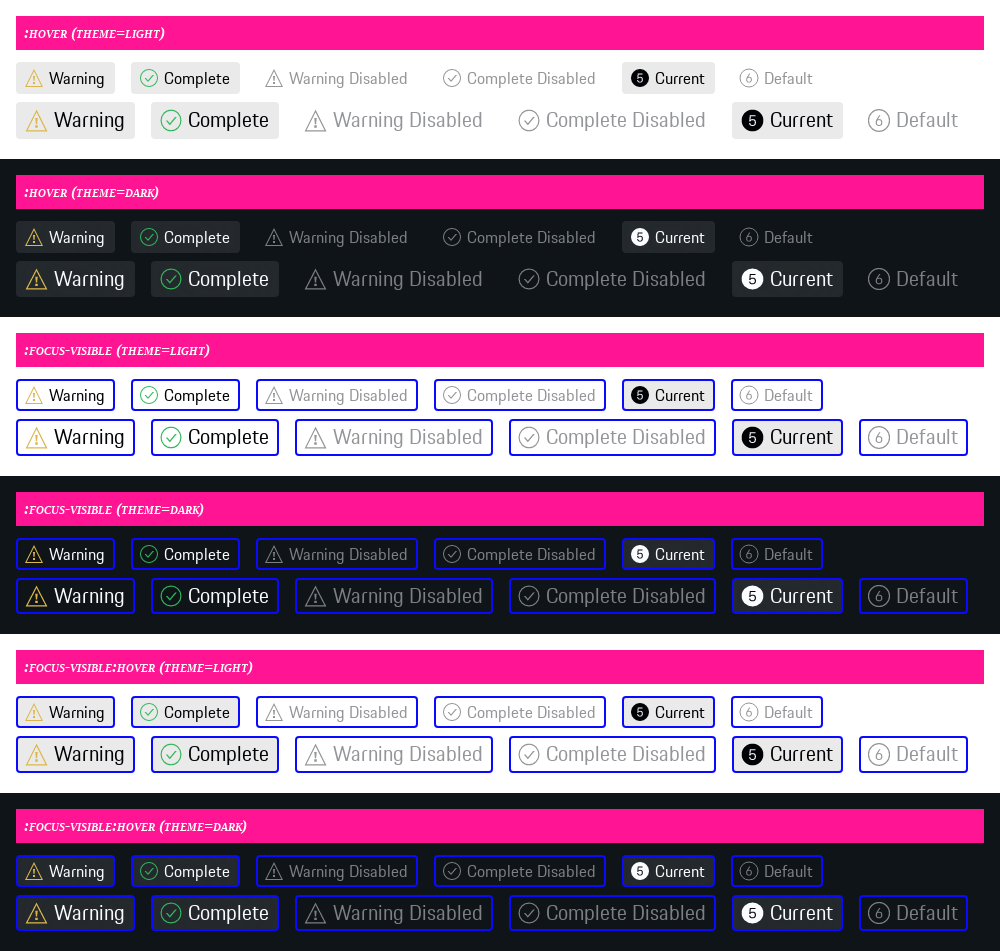 :hover (theme=light)
Warning Complete Warning Disabled Complete Disabled 5 Current 6 Default
Warning Complete Warning Disabled Complete Disabled 5 Current 6 Default
:hover (theme=dark)
Warning Complete Warning Disabled Complete Disabled 5 Current 6 Default
Warning Complete Warning Disabled Complete Disabled 5 Current 6 Default
:focus-visible (theme=light)
Warning Complete Warning Disabled Complete Disabled 5 Current 6 Default
Warning Complete Warning Disabled Complete Disabled 5 Current 6 Default
:focus-visible (theme=dark)
Warning Complete Warning Disabled Complete Disabled 5 Current 6 Default
Warning Complete Warning Disabled Complete Disabled 5 Current 6 Default
:focus-visible:hover (theme=light)
Warning Complete Warning Disabled Complete Disabled 5 Current 6 Default
Warning Complete Warning Disabled Complete Disabled 5 Current 6 Default
:focus-visible:hover (theme=dark)
Warning Complete Warning Disabled Complete Disabled 5 Current 6 Default
Warning Complete Warning Disabled Complete Disabled 5 Current 6 Default